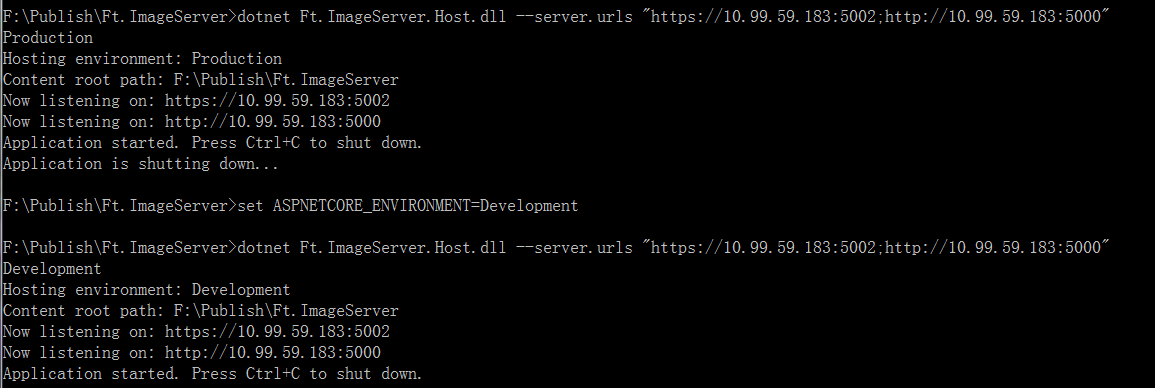 F:\Publish\Ft.ImageServer>dotnet Ft.ImageServer.Host.dll --server.urls "https://10.99.59.183:5002;http://10.99.59.183:5000"
Production
Hosting environment: Production
Content root path: F:\Publish\Ft.ImageServer
Now listening on: https://10.99.59.183:5002
Now listening on: http://10.99.59.183:5000
Application started. Press Ctrl+C to shut down.
Application is shutting down...
F:\Publish\Ft.ImageServer>set ASPNETCORE_ENVIRONMENT=Development
F:\Publish\Ft.ImageServer>dotnet Ft.ImageServer.Host.dll --server.urls "https://10.99.59.183:5002;http://10.99.59.183:5000"
Development
Hosting environment: Development
Content root path: F:\Publish\Ft.ImageServer
Now listening on: https://10.99.59.183:5002
Now listening on: http://10.99.59.183:5000
Application started. Press Ctrl+C to shut down.